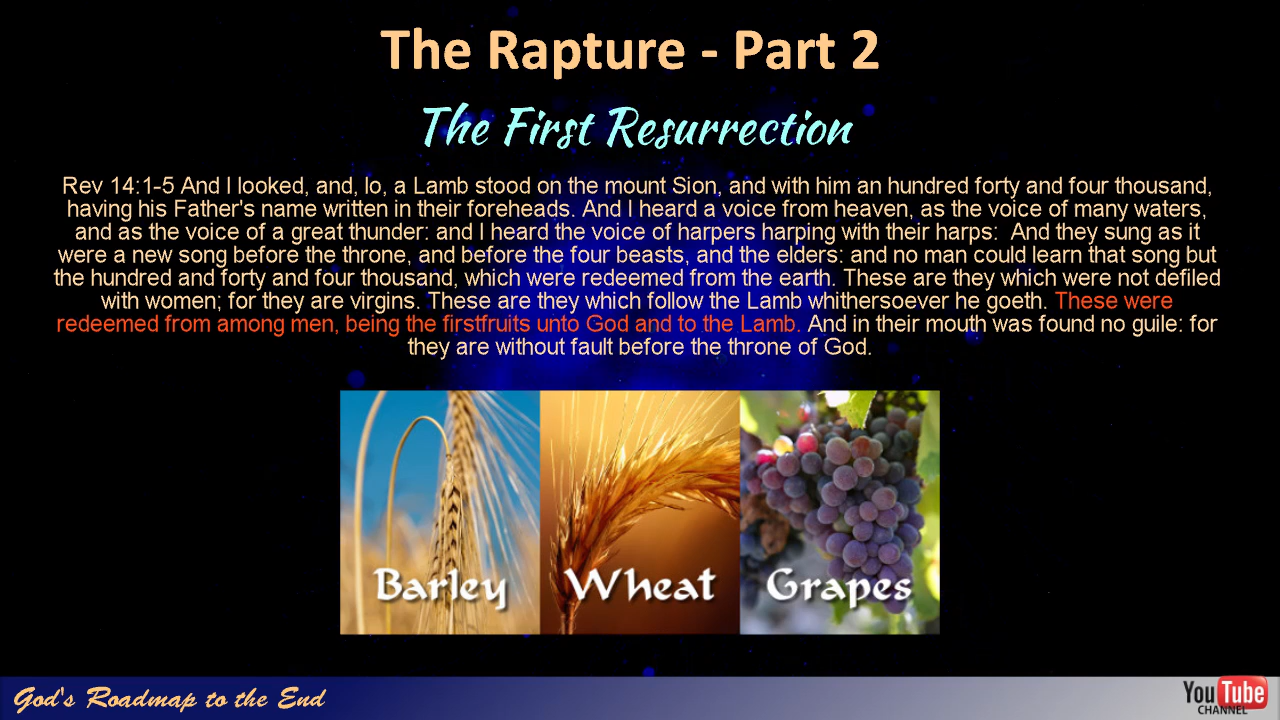 The Rapture - Part 2
The First Resurrection
Rev 14:1-5 And I looked, and, lo, a Lamb stood on the mount Sion, and with him an hundred forty and four thousand,
having his Father's name written in their foreheads. And I heard a voice from heaven, as the voice of many waters,
and as the voice of a great thunder: and I heard the voice of harpers harping with their harps:  And they sung as it
were a new song before the throne, and before the four beasts, and the elders: and no man could learn that song but
the hundred and forty and four thousand, which were redeemed from the earth. These are they which were not defiled
with women; for they are virgins. These are they which follow the Lamb whithersoever he goeth. These were
redeemed from among men, being the firstfruits unto God and to the Lamb. And in their mouth was found no guile: for
they are without fault before the throne of God.
Barley Wheat Grapes
God's Roadmap to the End
YouTube
CHANNEL